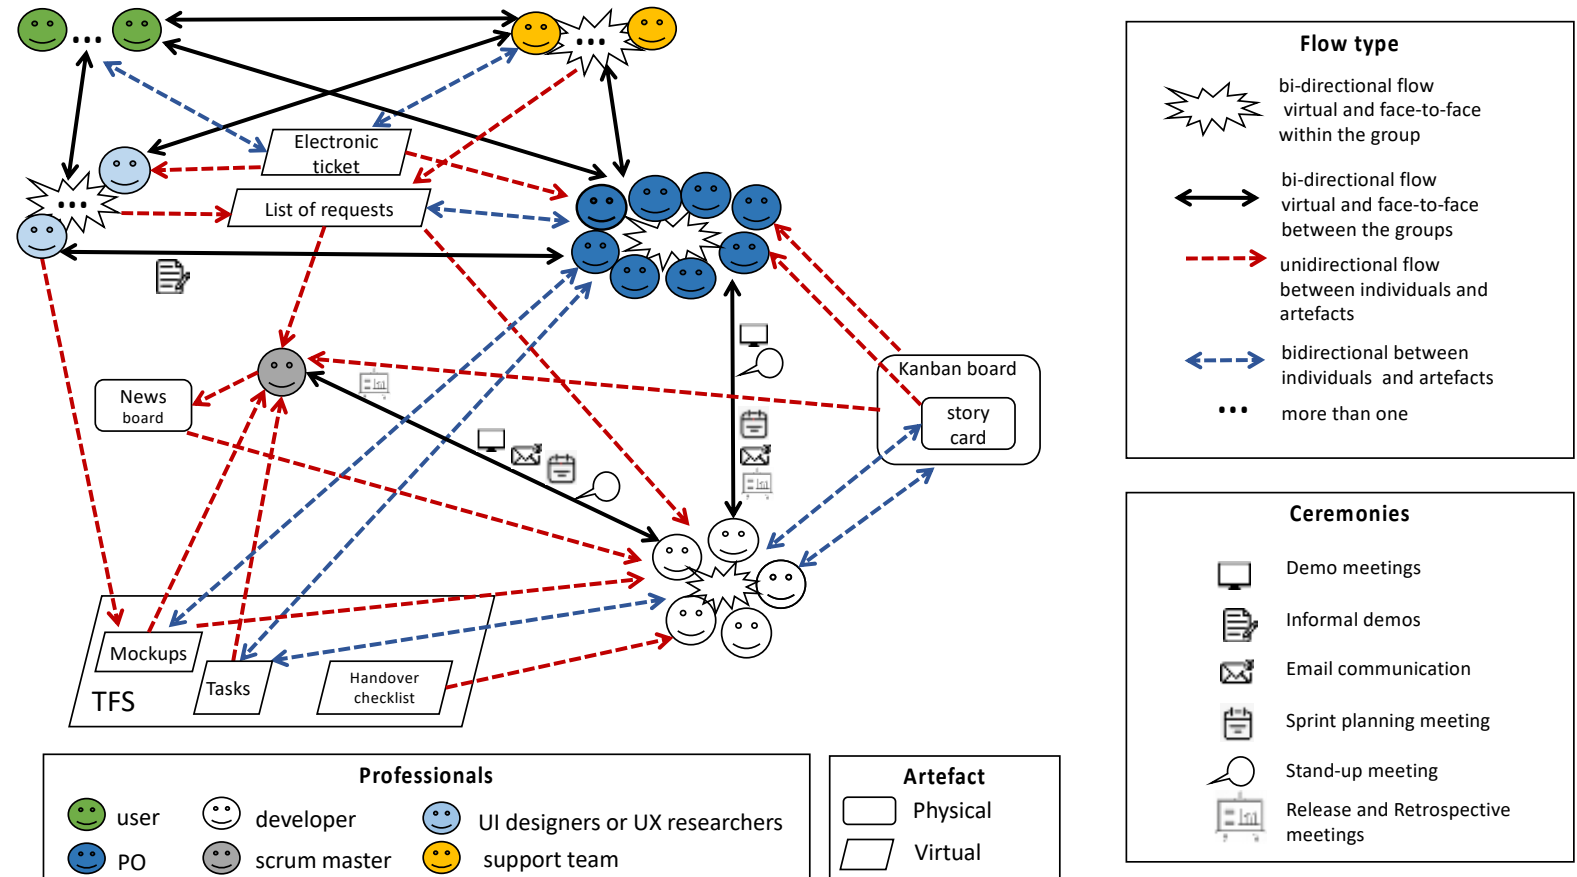 ...
...
Electronic
ticket
...
List of requests
News
board
Kanban board
story
card
Mockups
Tasks
Handover
checklist
TFS
Flow type
bi-directional flow
virtual and face-to-face
within the group
bi-directional flow
virtual and face-to-face
between the groups
unidirectional flow
between individuals and
artefacts
bidirectional between
individuals and artefacts
... more than one
Ceremonies
Demo meetings
Informal demos
Email communication
Sprint planning meeting
Stand-up meeting
Release and Retrospective
meetings
Professionals
user
developer
UI designers or UX researchers
PO
scrum master
support team
Artefact
Physical
Virtual